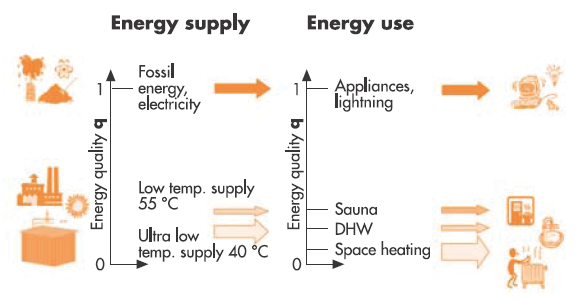 Energy supply
Energy use
Energy quality q
1
0
Fossil
energy,
electricity
Low temp. supply
55 °C
Ultra low
temp. supply 40 °C
Energy quality q
1
0
Appliances,
lightning
Sauna
DHW
Space heating